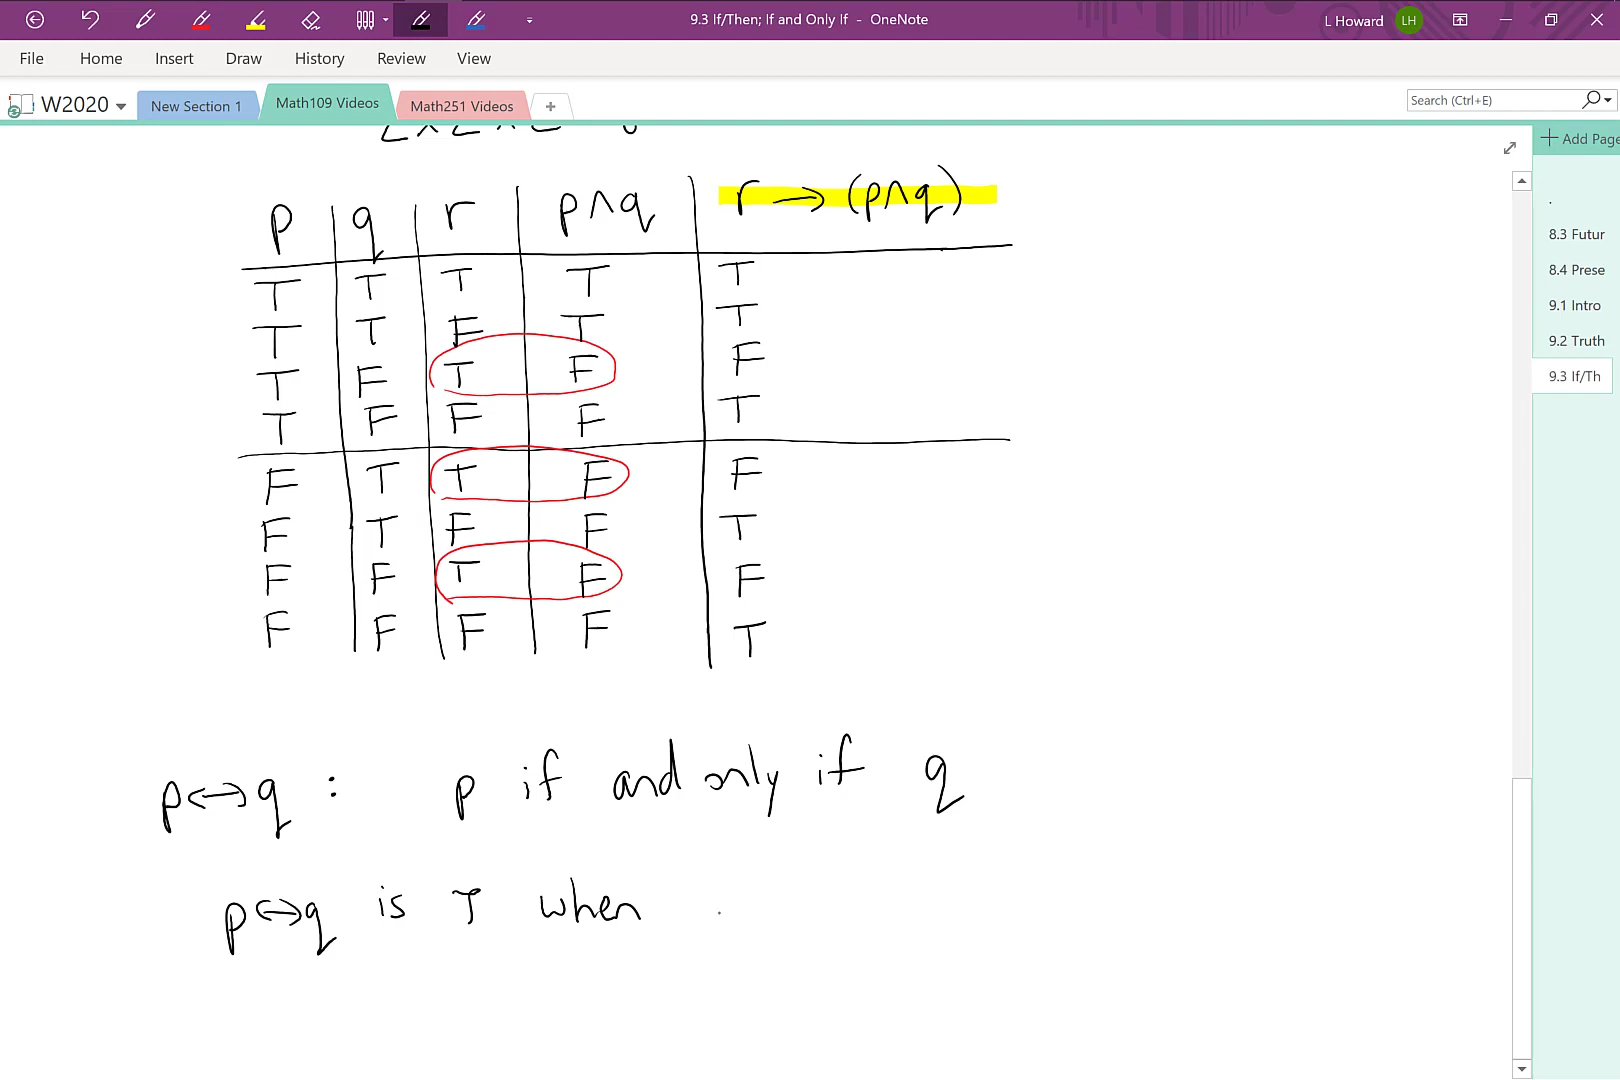 9.3 If/Then; If and Only If - OneNote
L Howard LH
File Home Insert Draw History Review View
W2020 New Section 1 Math109 Videos Math251 Videos +
Search (Ctrl+E)
Add Page
.
8.3 Futur
8.4 Prese
9.1 Intro
9.2 Truth
9.3 If/Th
p q r p∧q r → (p∧q)
T T T T T
T T F T T
T F T F F
T F F F T
F T T F F
F T F F T
F F T F F
F F F F T
p↔q : p if and only if q
p↔q is T when